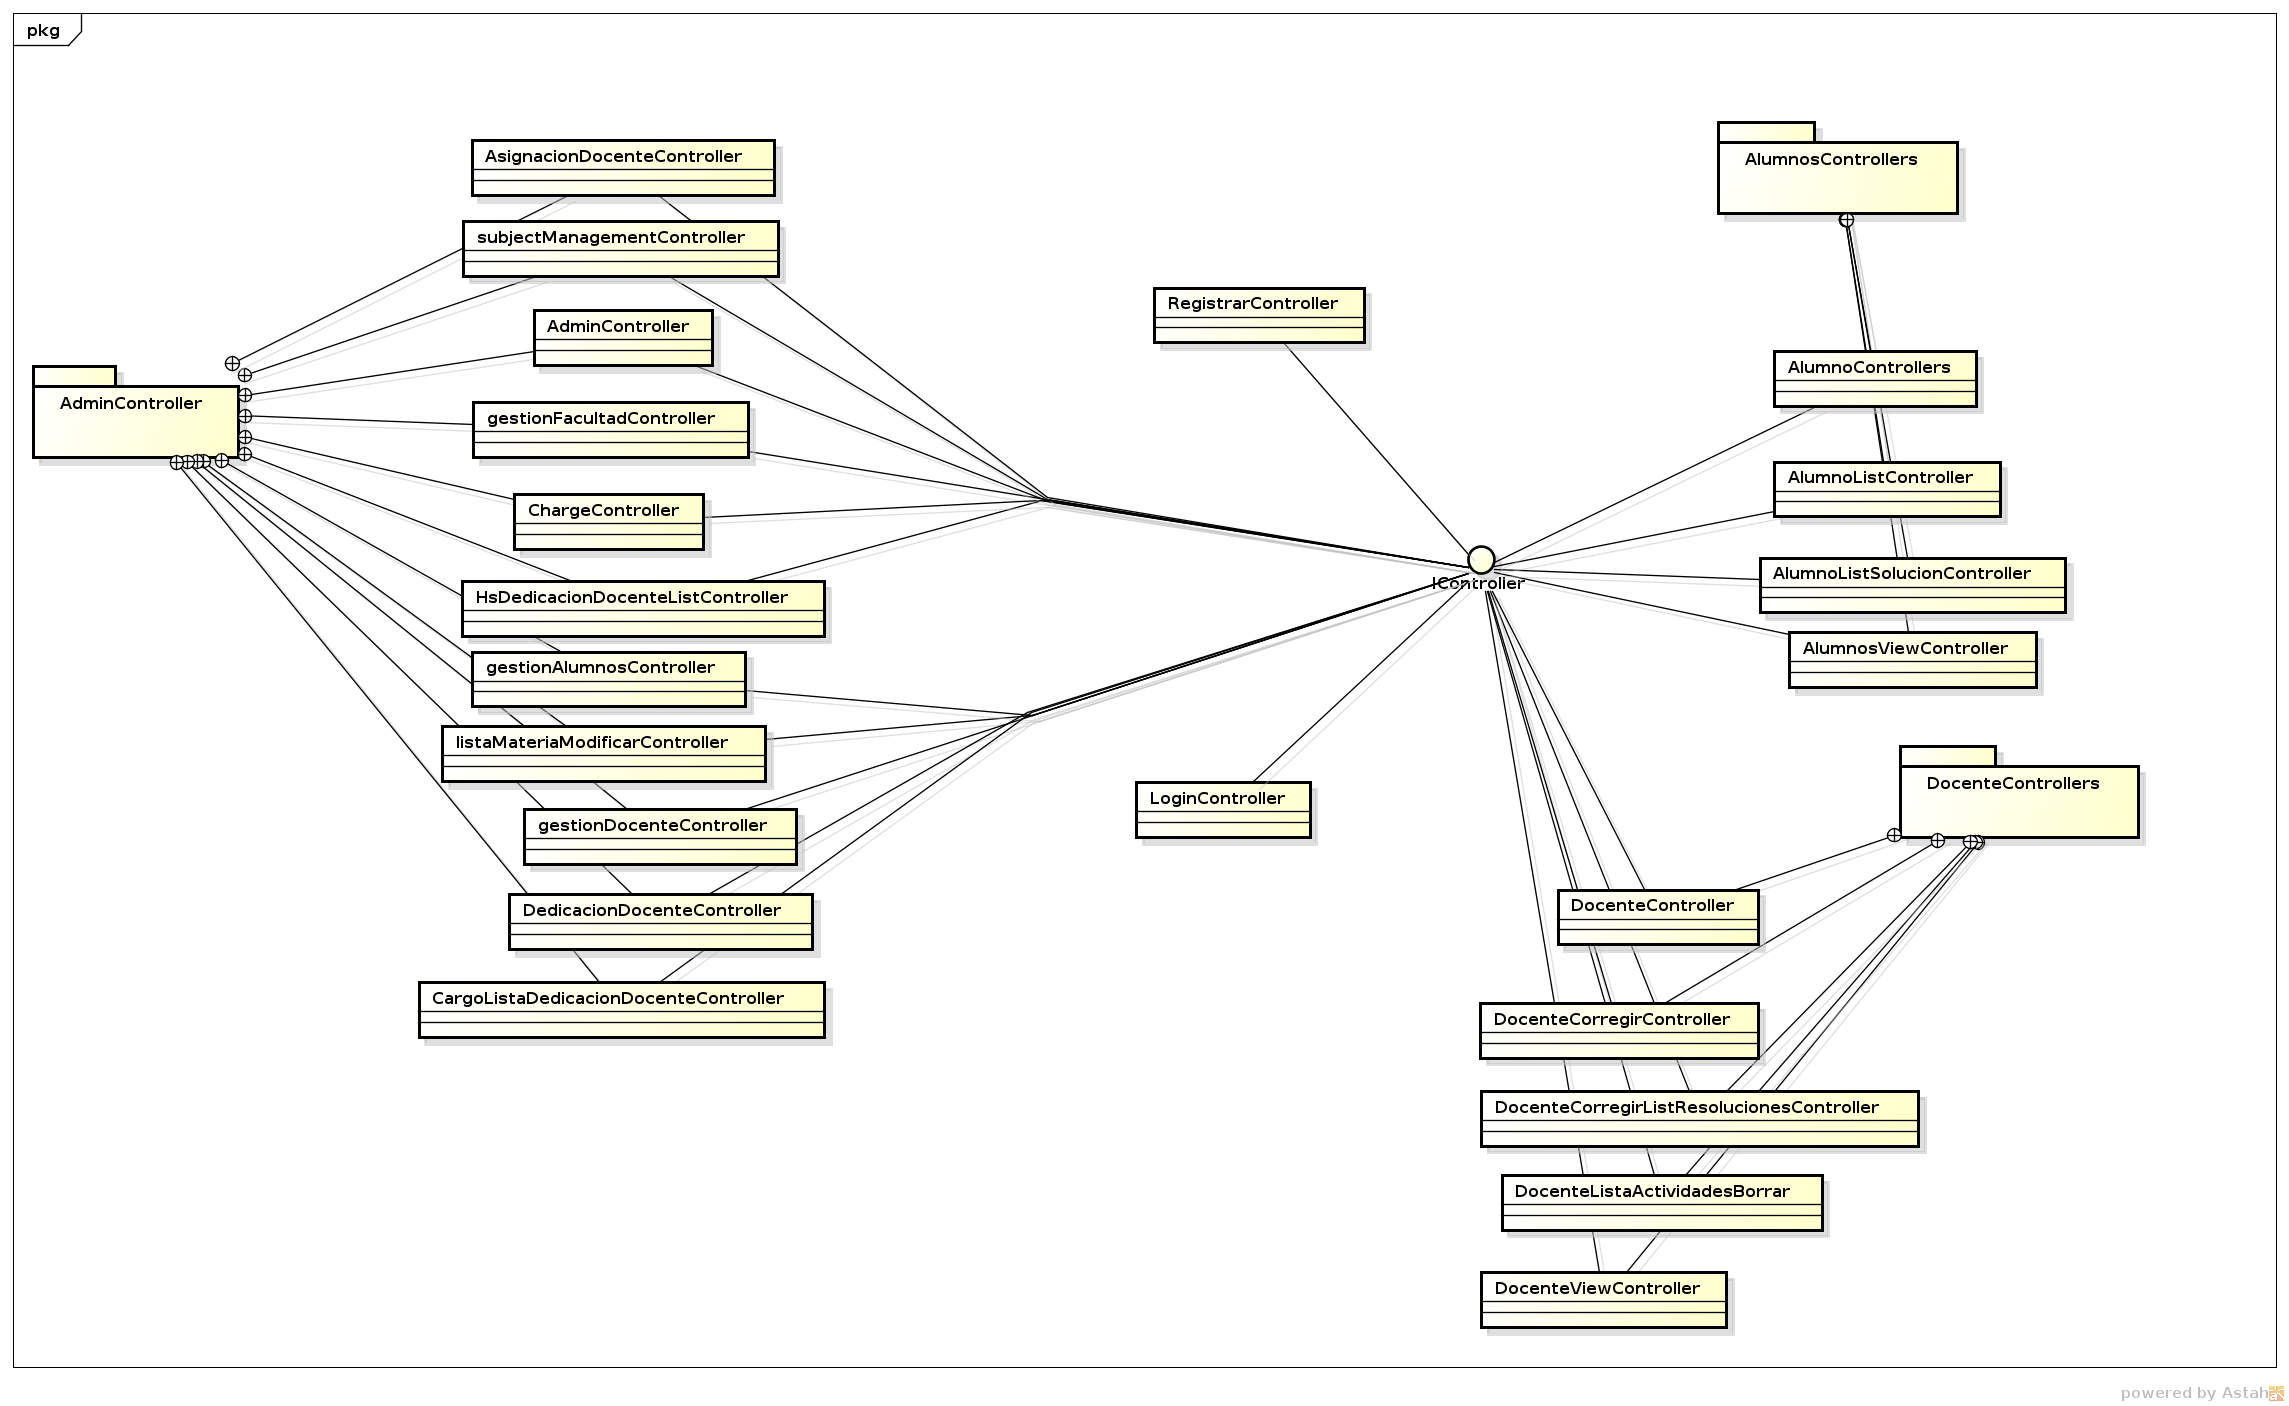 pkg
AsignacionDocenteController
subjectManagementController
AdminController
AdminController
gestionFacultadController
ChargeController
HsDedicacionDocenteListController
gestionAlumnosController
listaMateriaModificarController
gestionDocenteController
DedicacionDocenteController
CargoListaDedicacionDocenteController
RegistrarController
IController
LoginController
AlumnosControllers
AlumnoControllers
AlumnoListController
AlumnoListSolucionController
AlumnosViewController
DocenteControllers
DocenteController
DocenteCorregirController
DocenteCorregirListResolucionesController
DocenteListaActividadesBorrar
DocenteViewController
powered by Astah